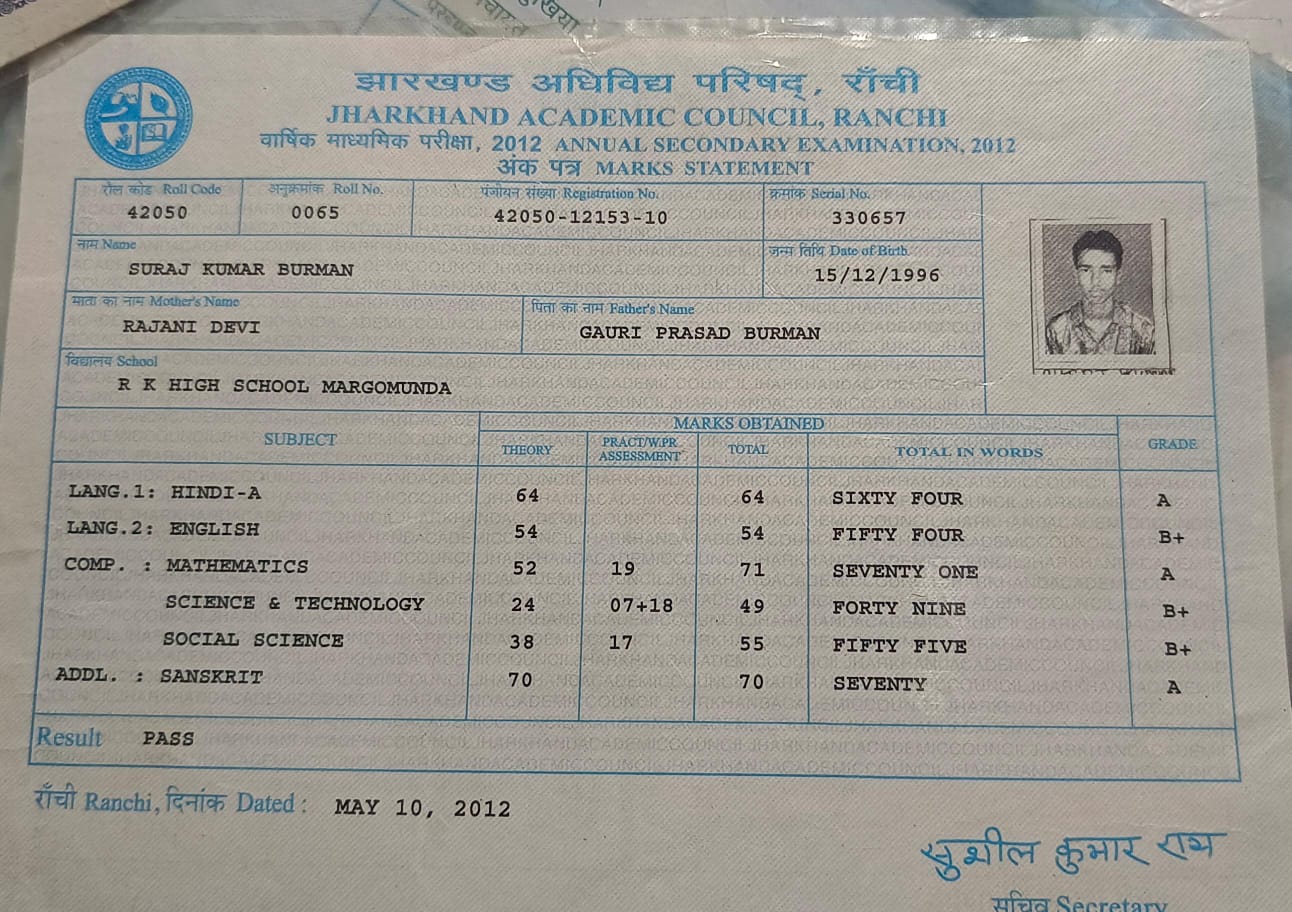 झारखण्ड अधिविद्य परिषद्, राँची
JHARKHAND ACADEMIC COUNCIL, RANCHI
वार्षिक माध्यमिक परीक्षा, 2012 ANNUAL SECONDARY EXAMINATION, 2012
अंक पत्र MARKS STATEMENT
रोल कोड Roll Code अनुक्रमांक Roll No. पंजीयन संख्या Registration No. क्रमांक Serial No.
42050 0065 42050-12153-10 330657
नाम Name जन्म तिथि Date of Birth
SURAJ KUMAR BURMAN 15/12/1996
माता का नाम Mother's Name पिता का नाम Father's Name
RAJANI DEVI GAURI PRASAD BURMAN
विद्यालय School
R K HIGH SCHOOL MARGOMUNDA
MARKS OBTAINED
SUBJECT THEORY PRACT/W.PR. ASSESSMENT TOTAL TOTAL IN WORDS GRADE
LANG.1: HINDI-A 64 64 SIXTY FOUR A
LANG.2: ENGLISH 54 54 FIFTY FOUR B+
COMP. : MATHEMATICS 52 19 71 SEVENTY ONE A
SCIENCE & TECHNOLOGY 24 07+18 49 FORTY NINE B+
SOCIAL SCIENCE 38 17 55 FIFTY FIVE B+
ADDL. : SANSKRIT 70 70 SEVENTY A
Result PASS
राँची Ranchi, दिनांक Dated : MAY 10, 2012
सुशील कुमार राय
सचिव Secretary